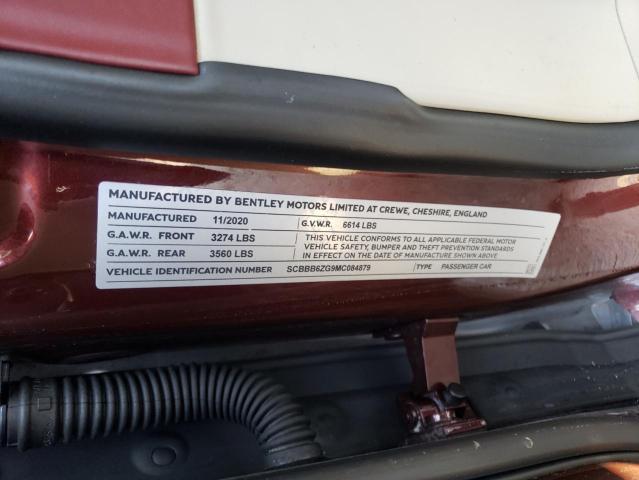 MANUFACTURED BY BENTLEY MOTORS LIMITED AT CREWE, CHESHIRE, ENGLAND
MANUFACTURED 11/2020 G.V.W.R. 6614 LBS
G.A.W.R. FRONT 3274 LBS
G.A.W.R. REAR 3560 LBS
THIS VEHICLE CONFORMS TO ALL APPLICABLE FEDERAL MOTOR
VEHICLE SAFETY, BUMPER AND THEFT PREVENTION STANDARDS
IN EFFECT ON THE DATE OF MANUFACTURE SHOWN ABOVE
VEHICLE IDENTIFICATION NUMBER SCBBB6ZG9MC084879 TYPE PASSENGER CAR